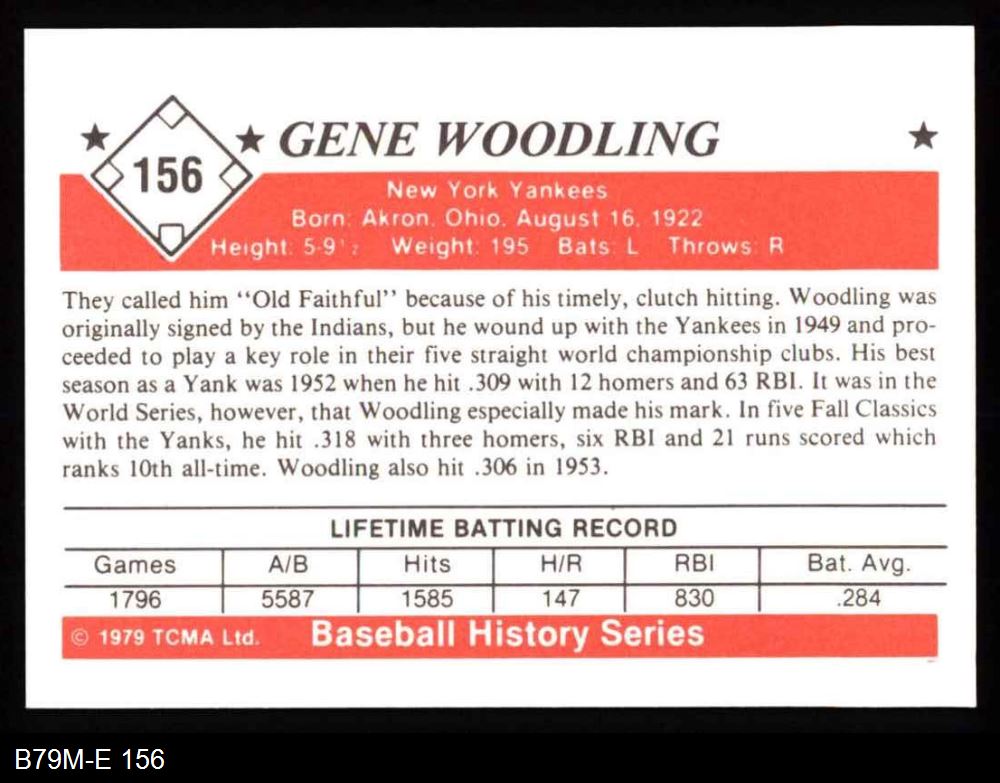 156
GENE WOODLING
New York Yankees
Born: Akron, Ohio, August 16, 1922
Height: 5-9½ Weight: 195 Bats: L Throws: R
They called him “Old Faithful” because of his timely, clutch hitting. Woodling was
originally signed by the Indians, but he wound up with the Yankees in 1949 and pro-
ceeded to play a key role in their five straight world championship clubs. His best
season as a Yank was 1952 when he hit .309 with 12 homers and 63 RBI. It was in the
World Series, however, that Woodling especially made his mark. In five Fall Classics
with the Yanks, he hit .318 with three homers, six RBI and 21 runs scored which
ranks 10th all-time. Woodling also hit .306 in 1953.
LIFETIME BATTING RECORD
Games A/B Hits H/R RBI Bat. Avg.
1796 5587 1585 147 830 .284
© 1979 TCMA Ltd. Baseball History Series
B79M-E 156